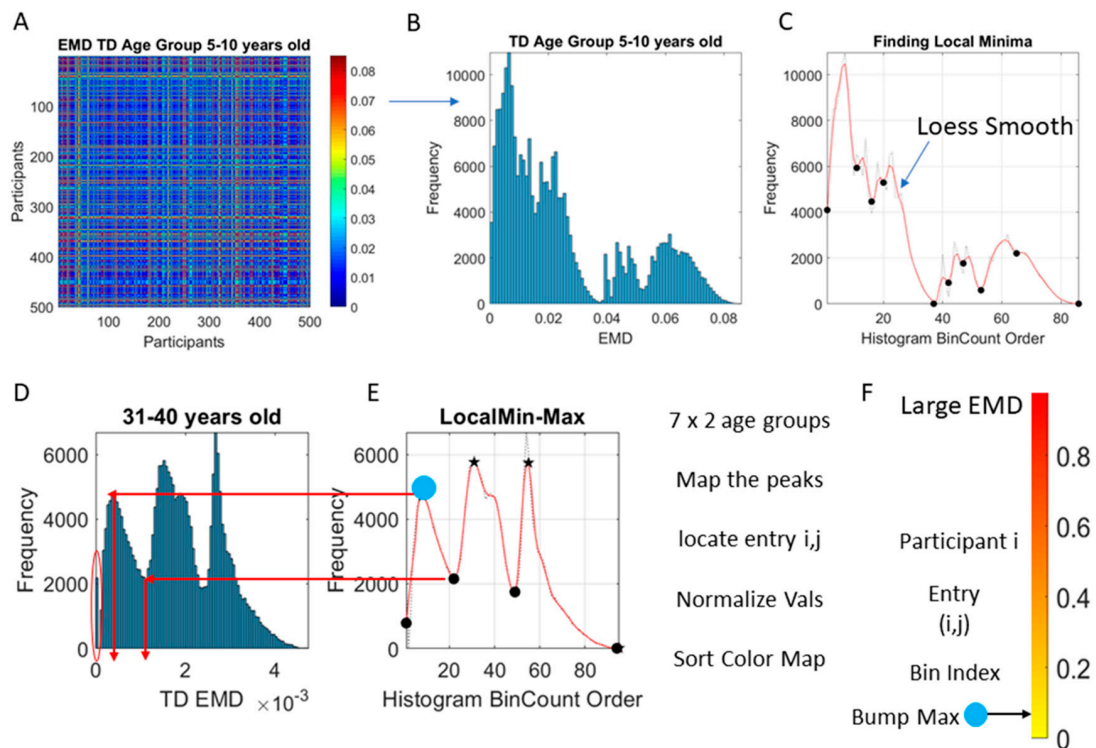 A
EMD TD Age Group 5-10 years old
Participants
100
200
300
400
500
100 200 300 400 500
Participants
0.08
0.07
0.06
0.05
0.04
0.03
0.02
0.01
0
B
TD Age Group 5-10 years old
Frequency
10000
8000
6000
4000
2000
0
0 0.02 0.04 0.06 0.08
EMD
C
Finding Local Minima
Loess Smooth
Frequency
10000
8000
6000
4000
2000
0
20 40 60 80
Histogram BinCount Order
D
31-40 years old
Frequency
6000
4000
2000
0
0 2 4
TD EMD ×10⁻³
E
LocalMin-Max
Frequency
6000
4000
2000
0
20 40 60 80
Histogram BinCount Order
7 x 2 age groups
Map the peaks
locate entry i,j
Normalize Vals
Sort Color Map
F
Large EMD
Participant i
Entry
(i,j)
Bin Index
Bump Max
0.8
0.6
0.4
0.2
0